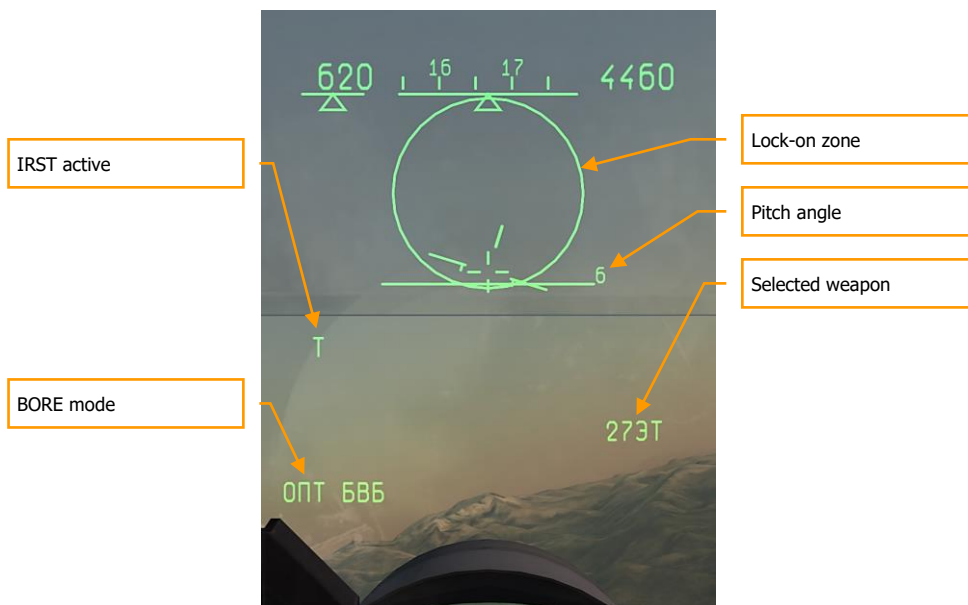 620 16 17 4460
Lock-on zone
IRST active
Pitch angle
6
Selected weapon
Т
BORE mode
27ЭТ
ОПТ БВБ